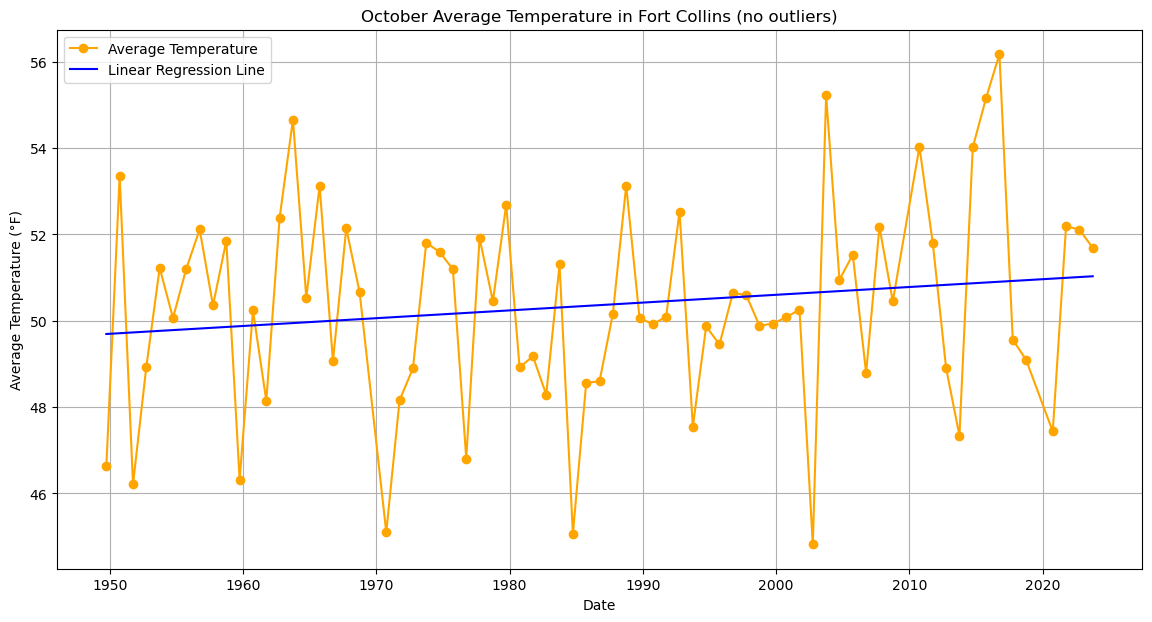 October Average Temperature in Fort Collins (no outliers)
Average Temperature
Linear Regression Line
Average Temperature (°F)
56
54
52
50
48
46
1950 1960 1970 1980 1990 2000 2010 2020
Date